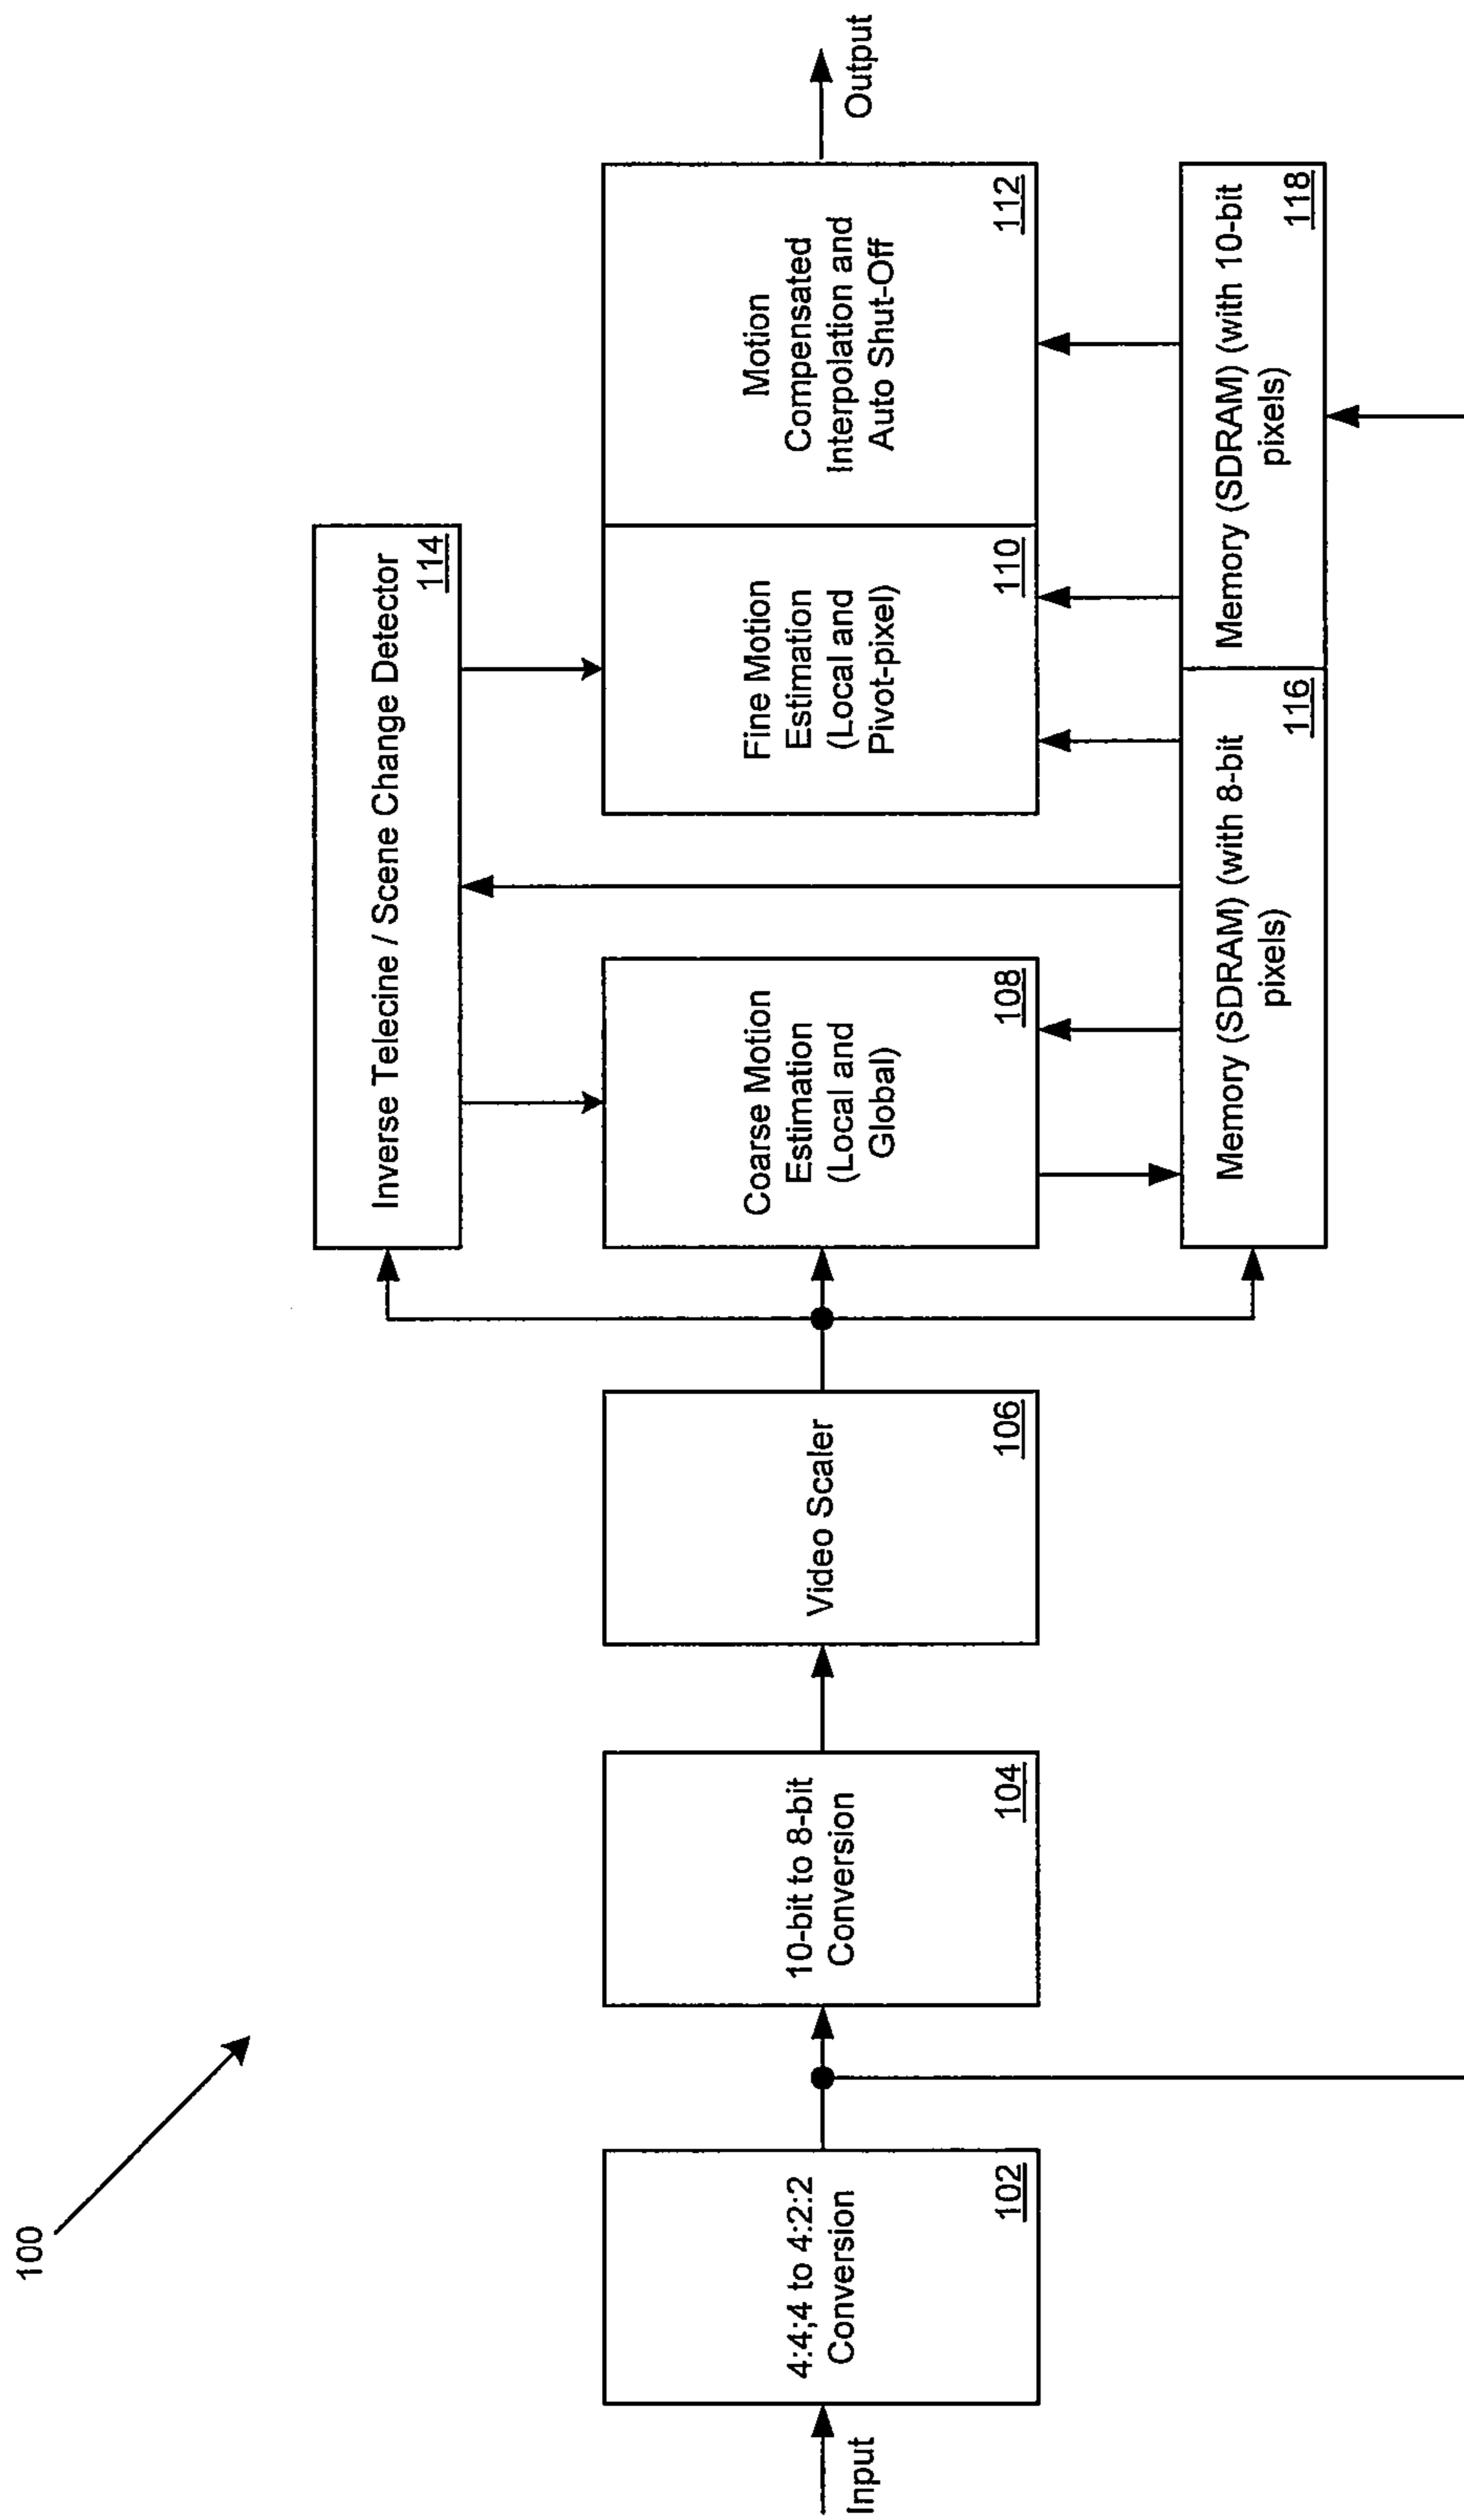 100
Input
4:4;4 to 4:2:2
Conversion
102
10-bit to 8-bit
Conversion
104
Video Scaler
106
Inverse Telecine / Scene Change Detector
114
Coarse Motion
Estimation
(Local and
Global)
108
Fine Motion
Estimation
(Local and
Pivot-pixel)
110
Motion
Compensated
Interpolation and
Auto Shut-Off
112
Output
Memory (SDRAM) (with 8-bit
pixels)
116
Memory (SDRAM) (with 10-bit
pixels)
118